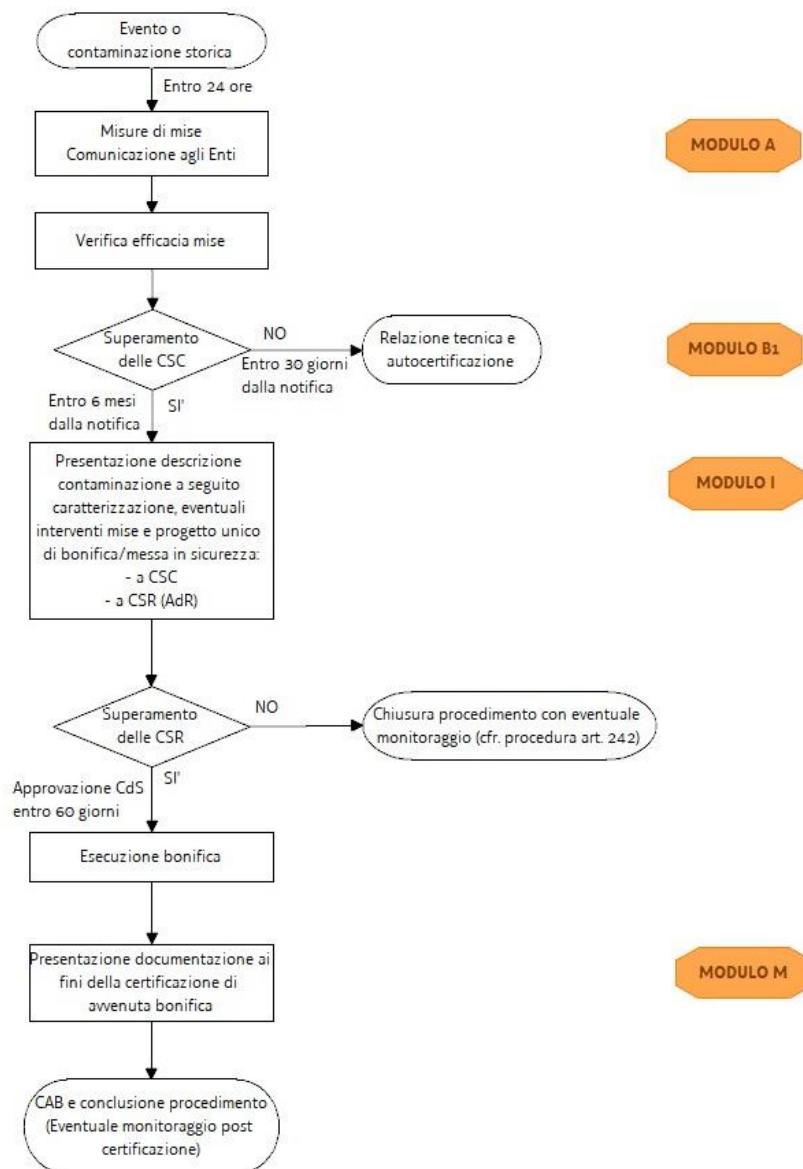 Evento o
contaminazione storica
Entro 24 ore
Misure di mise
Comunicazione agli Enti
MODULO A
Verifica efficacia mise
Superamento
delle CSC
NO
Entro 30 giorni
dalla notifica
Relazione tecnica e
autocertificazione
MODULO B1
Entro 6 mesi
dalla notifica
SI'
Presentazione descrizione
contaminazione a seguito
caratterizzazione, eventuali
interventi mise e progetto unico
di bonifica/messa in sicurezza:
- a CSC
- a CSR (AdR)
MODULO I
Superamento
delle CSR
NO
Chiusura procedimento con eventuale
monitoraggio (cfr. procedura art. 242)
Approvazione CdS
entro 60 giorni
SI'
Esecuzione bonifica
Presentazione documentazione ai
fini della certificazione di
avvenuta bonifica
MODULO M
CAB e conclusione procedimento
(Eventuale monitoraggio post
certificazione)